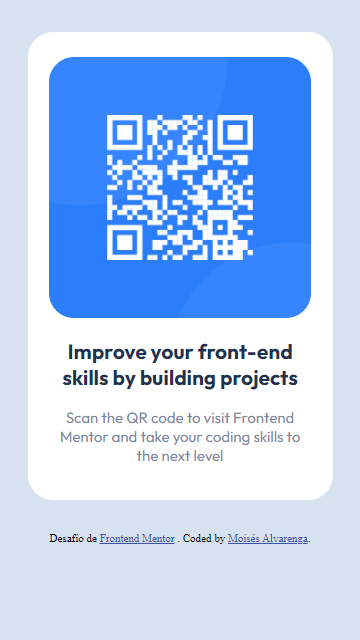 Improve your front-end
skills by building projects
Scan the QR code to visit Frontend
Mentor and take your coding skills to
the next level
Desafio de Frontend Mentor . Coded by Moisés Alvarenga.